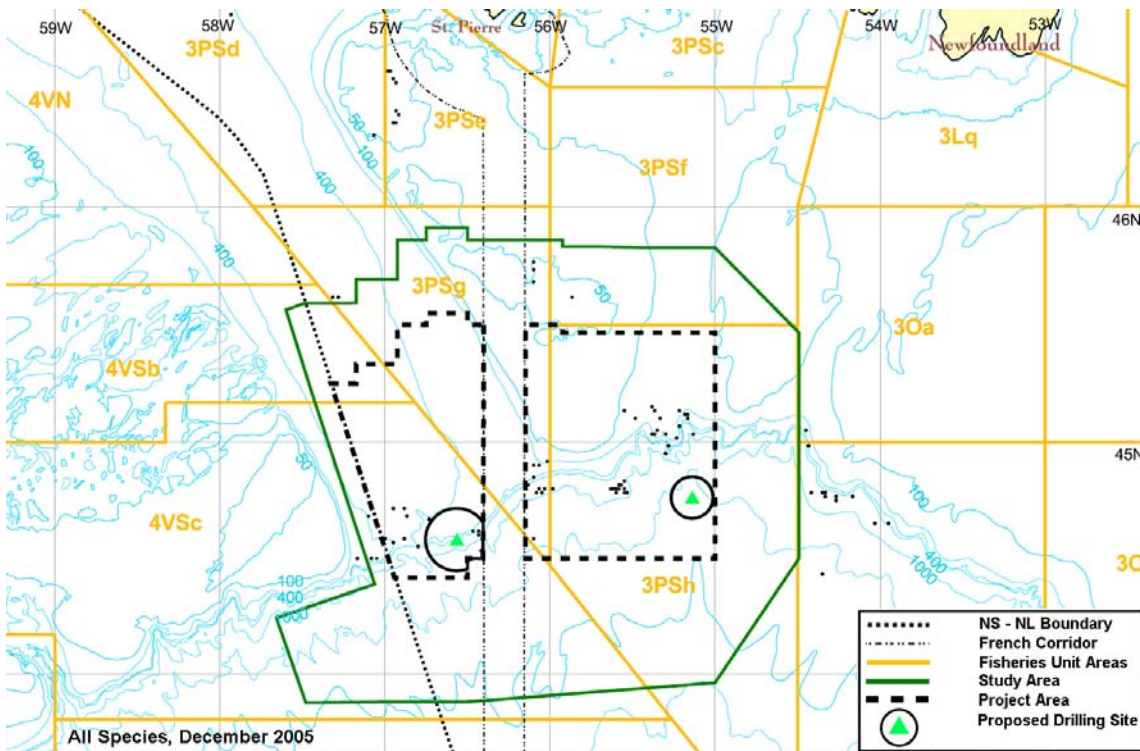 59W 58W 57W 56W 55W 54W 53W
St. Pierre
Newfoundland
3PSd
3PSc
4VN
3PSe
3Lq
3PSf
50
100
400
100
400
46N
3PSg
50
3Oa
4VSb
50
45N
4VSc
100
400
1000
3O
100
400
3PSh
NS - NL Boundary
French Corridor
Fisheries Unit Areas
Study Area
Project Area
Proposed Drilling Site
All Species, December 2005